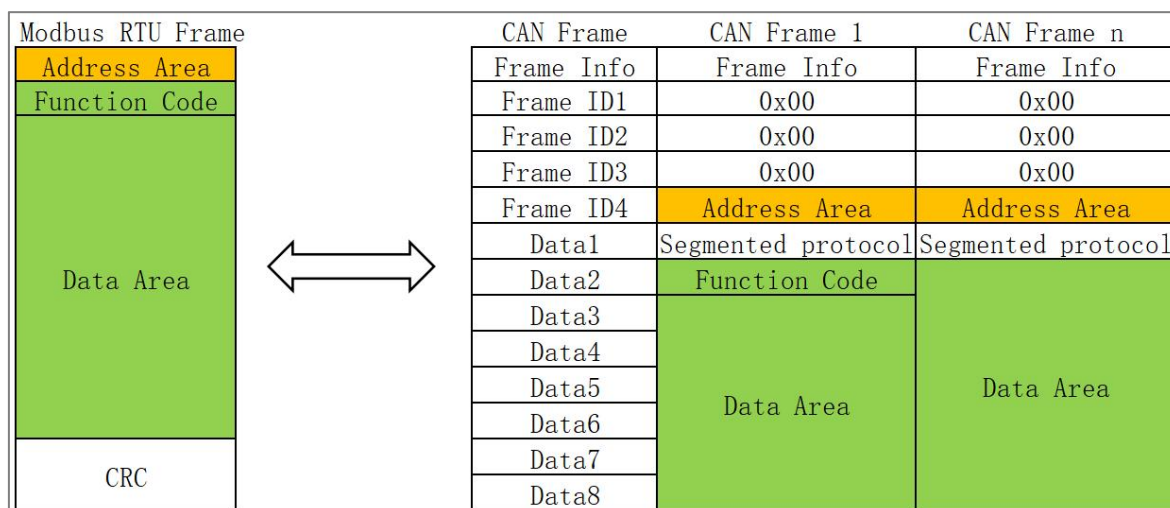 Modbus RTU Frame
Address Area
Function Code
Data Area
CRC
CAN Frame CAN Frame 1 CAN Frame n
Frame Info Frame Info Frame Info
Frame ID1 0x00 0x00
Frame ID2 0x00 0x00
Frame ID3 0x00 0x00
Frame ID4 Address Area Address Area
Data1 Segmented protocol Segmented protocol
Data2 Function Code
Data3
Data4
Data5 Data Area
Data6 Data Area
Data7
Data8